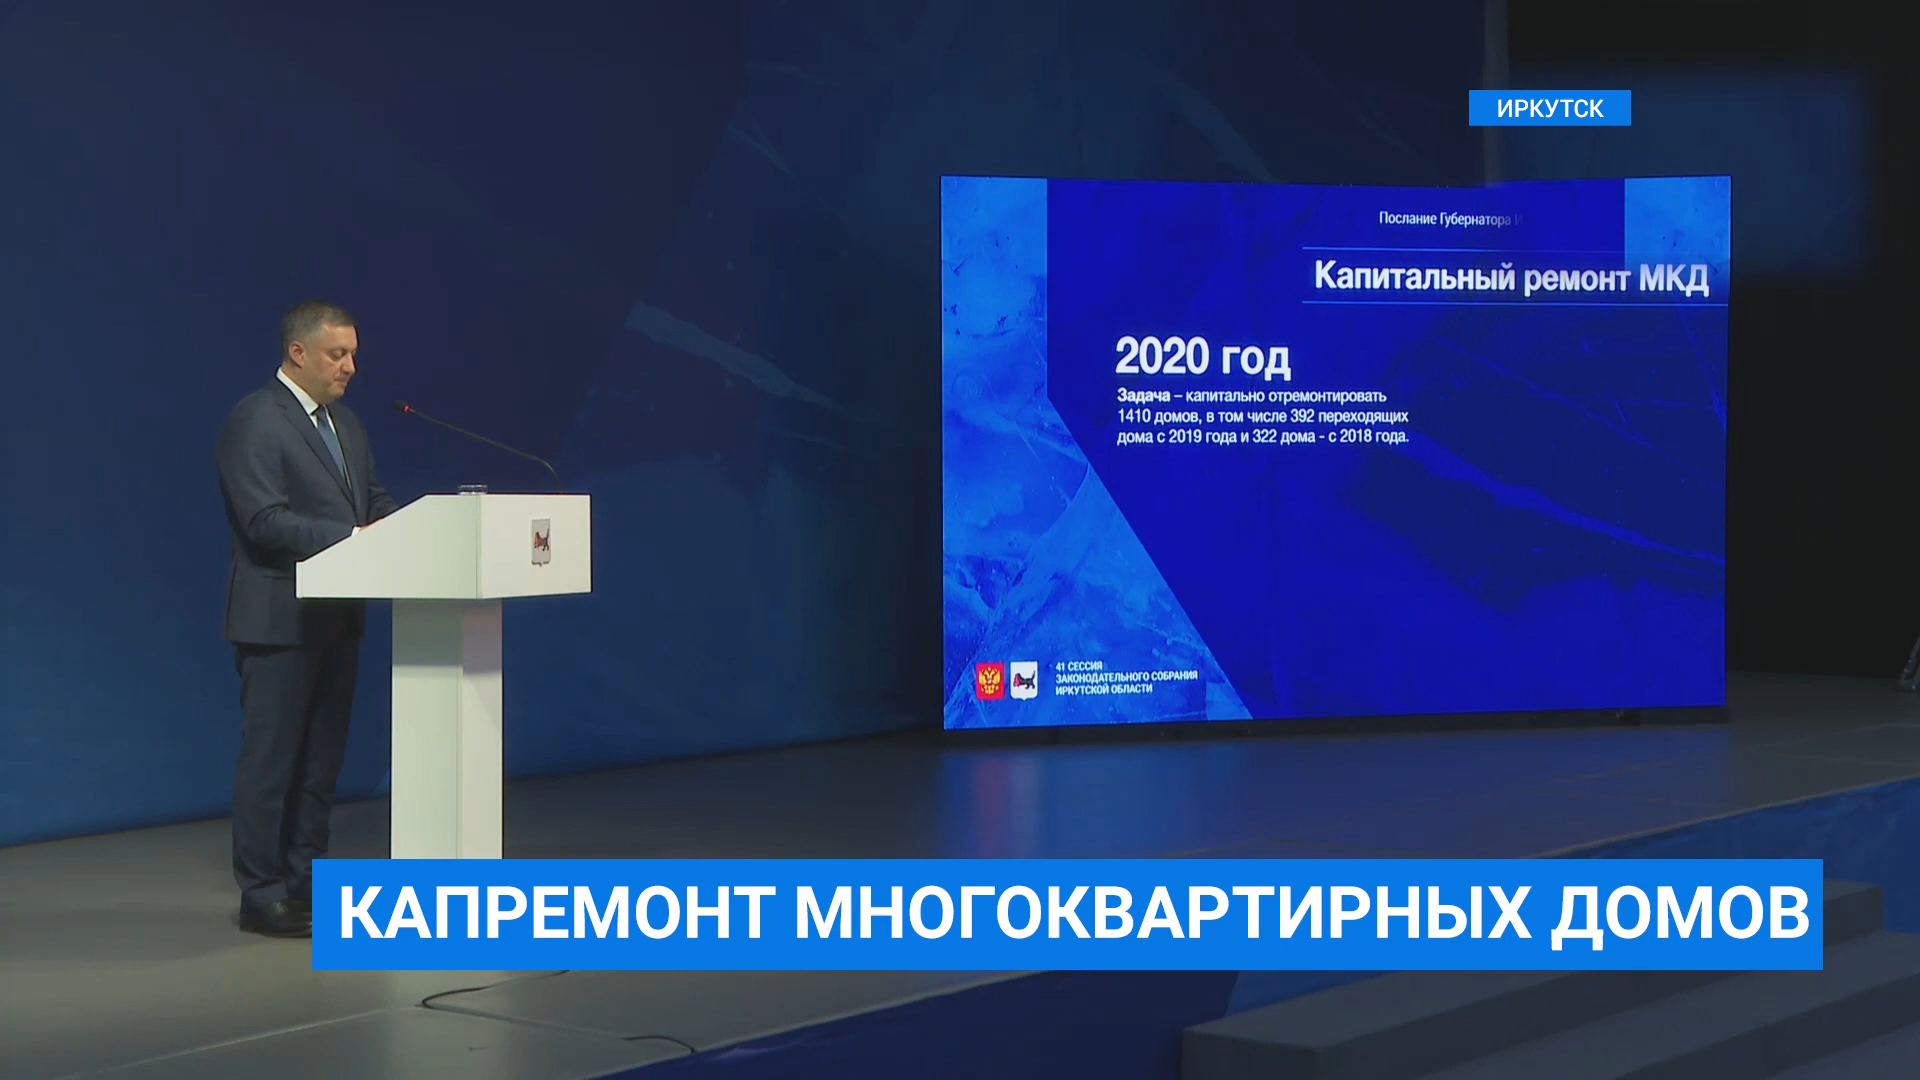 ИРКУТСК
Послание Губернатора
Капитальный ремонт МКД
2020 год
Задача – капитально отремонтировать
1410 домов, в том числе 392 переходящих
дома с 2019 года и 322 дома - с 2018 года.
41 СЕССИЯ
ЗАКОНОДАТЕЛЬНОГО СОБРАНИЯ
ИРКУТСКОЙ ОБЛАСТИ
КАПРЕМОНТ МНОГОКВАРТИРНЫХ ДОМОВ